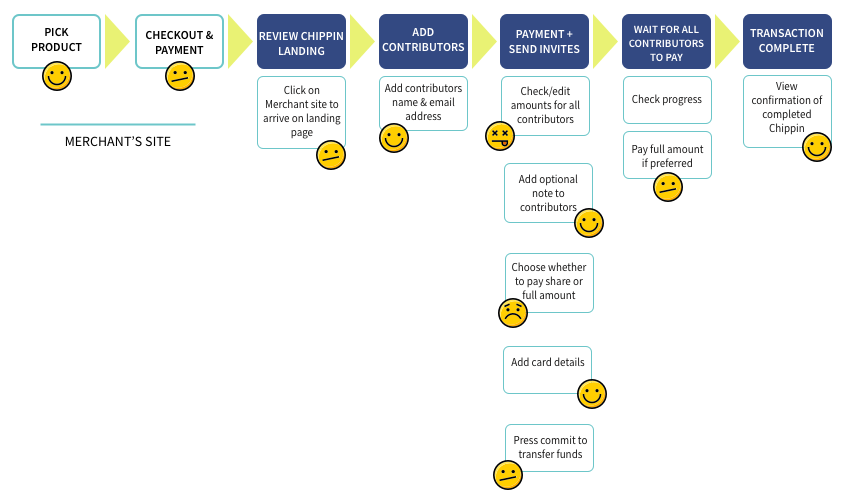 PICK
PRODUCT
CHECKOUT &
PAYMENT
MERCHANT'S SITE
REVIEW CHIPPIN
LANDING
Click on
Merchant site to
arrive on landing
page
ADD
CONTRIBUTORS
Add contributors
name & email
address
PAYMENT +
SEND INVITES
Check/edit
amounts for all
contributors
Add optional
note to
contributors
Choose whether
to pay share or
full amount
Add card details
Press commit to
transfer funds
WAIT FOR ALL
CONTRIBUTORS
TO PAY
Check progress
Pay full amount
if preferred
TRANSACTION
COMPLETE
View
confirmation of
completed
Chippin